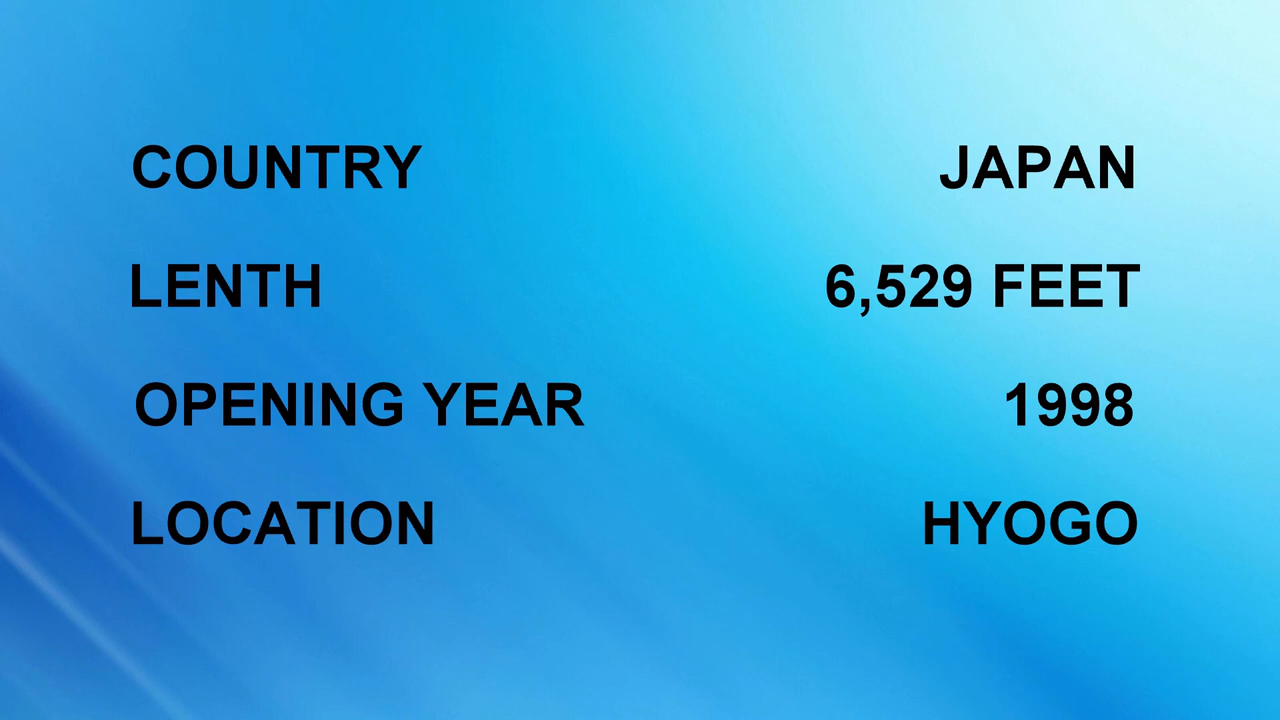 COUNTRY JAPAN
LENTH 6,529 FEET
OPENING YEAR 1998
LOCATION HYOGO